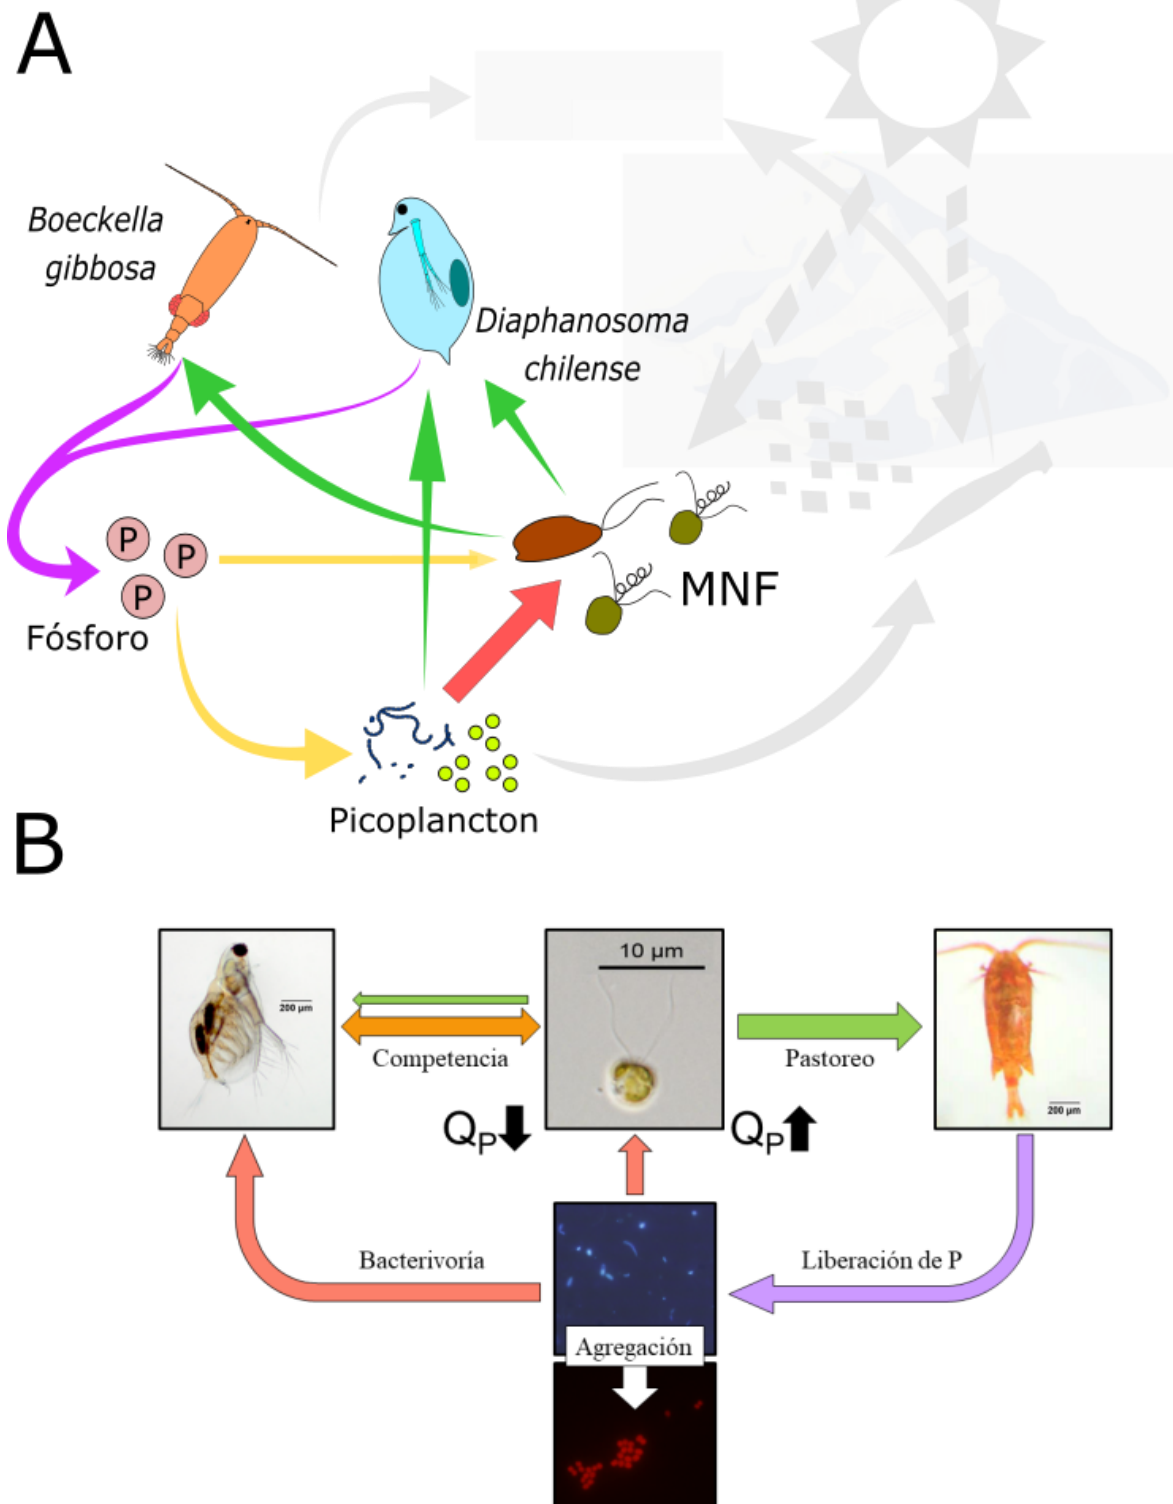 A
Boeckella
gibbosa
Diaphanosoma
chilense
P
P
P
Fósforo
MNF
Picoplancton
B
10 µm
200 µm
Competencia
Pastoreo
200 µm
QP
QP
Bacterivoría
Liberación de P
Agregación